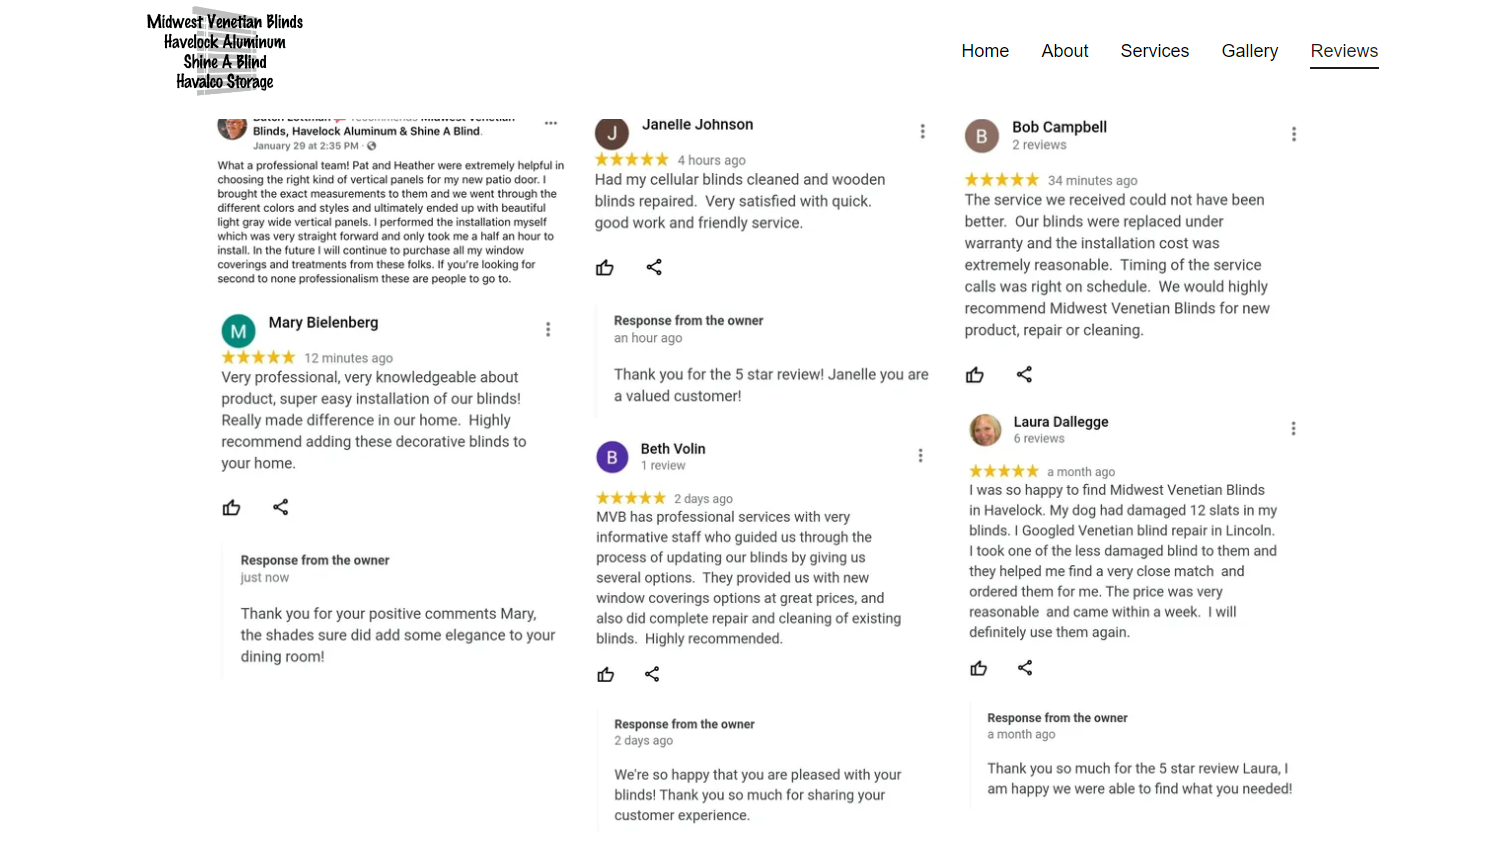 Midwest Venetian Blinds
Havelock Aluminum
Shine A Blind
Havalco Storage
Home
About
Services
Gallery
Reviews
recommends Midwest Venetian
Blinds, Havelock Aluminum & Shine A Blind.
January 29 at 2:35 PM ·
What a professional team! Pat and Heather were extremely helpful in
choosing the right kind of vertical panels for my new patio door. I
brought the exact measurements to them and we went through the
different colors and styles and ultimately ended up with beautiful
light gray wide vertical panels. I performed the installation myself
which was very straight forward and only took me a half an hour to
install. In the future I will continue to purchase all my window
coverings and treatments from these folks. If you're looking for
second to none professionalism these are people to go to.
M
Mary Bielenberg
12 minutes ago
Very professional, very knowledgeable about
product, super easy installation of our blinds!
Really made difference in our home. Highly
recommend adding these decorative blinds to
your home.
Response from the owner
just now
Thank you for your positive comments Mary,
the shades sure did add some elegance to your
dining room!
J
Janelle Johnson
4 hours ago
Had my cellular blinds cleaned and wooden
blinds repaired. Very satisfied with quick.
good work and friendly service.
Response from the owner
an hour ago
Thank you for the 5 star review! Janelle you are
a valued customer!
B
Beth Volin
1 review
2 days ago
MVB has professional services with very
informative staff who guided us through the
process of updating our blinds by giving us
several options. They provided us with new
window coverings options at great prices, and
also did complete repair and cleaning of existing
blinds. Highly recommended.
Response from the owner
2 days ago
We're so happy that you are pleased with your
blinds! Thank you so much for sharing your
customer experience.
B
Bob Campbell
2 reviews
34 minutes ago
The service we received could not have been
better. Our blinds were replaced under
warranty and the installation cost was
extremely reasonable. Timing of the service
calls was right on schedule. We would highly
recommend Midwest Venetian Blinds for new
product, repair or cleaning.
Laura Dallegge
6 reviews
a month ago
I was so happy to find Midwest Venetian Blinds
in Havelock. My dog had damaged 12 slats in my
blinds. I Googled Venetian blind repair in Lincoln.
I took one of the less damaged blind to them and
they helped me find a very close match and
ordered them for me. The price was very
reasonable and came within a week. I will
definitely use them again.
Response from the owner
a month ago
Thank you so much for the 5 star review Laura, I
am happy we were able to find what you needed!